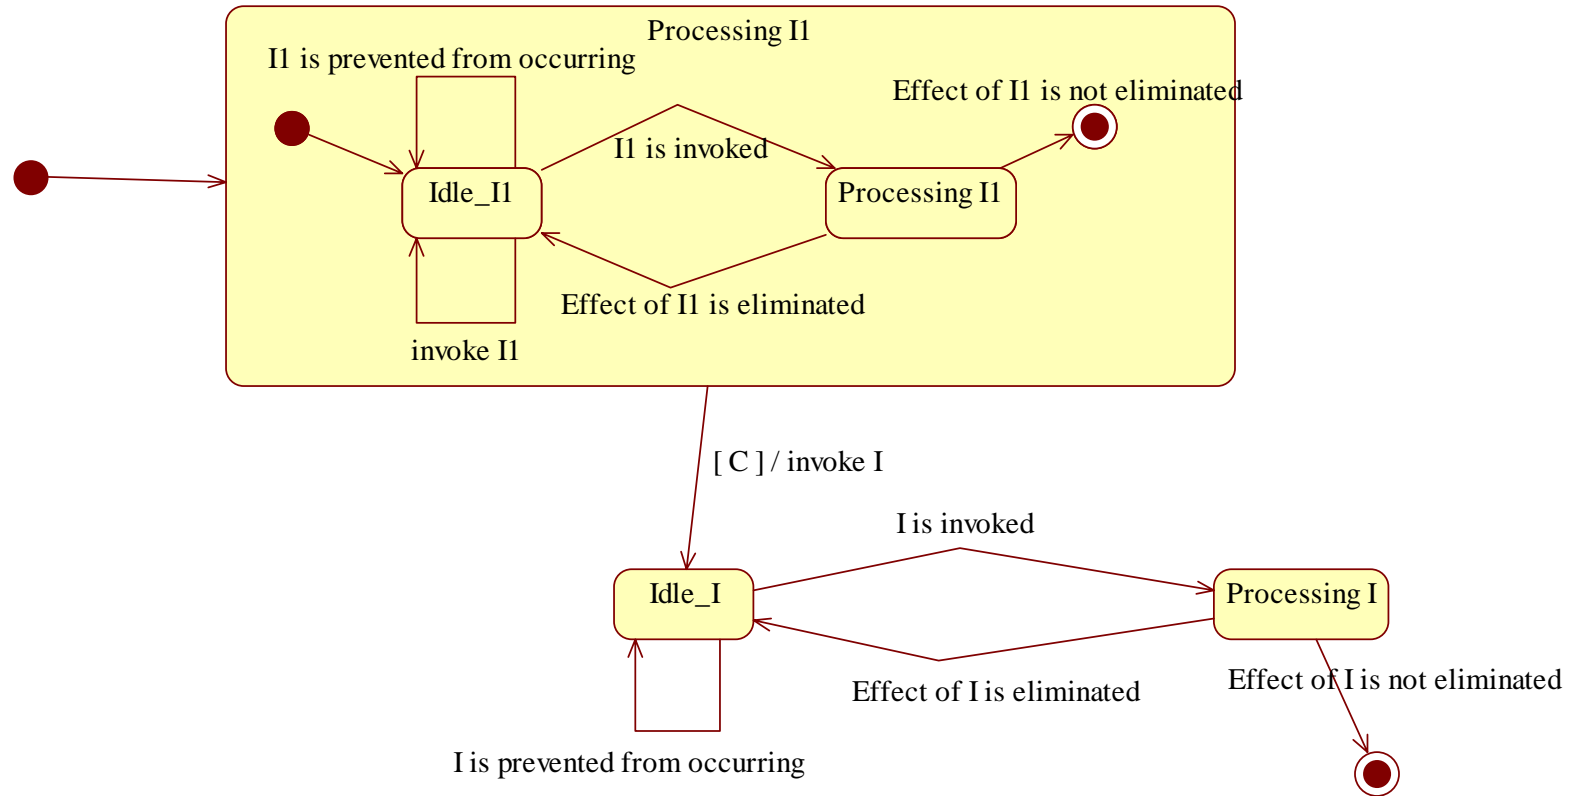 Processing I1
I1 is prevented from occurring
Effect of I1 is not eliminated
I1 is invoked
Idle_I1
Processing I1
Effect of I1 is eliminated
invoke I1
[ C ] / invoke I
I is invoked
Idle_I
Processing I
Effect of I is not eliminated
Effect of I is eliminated
I is prevented from occurring